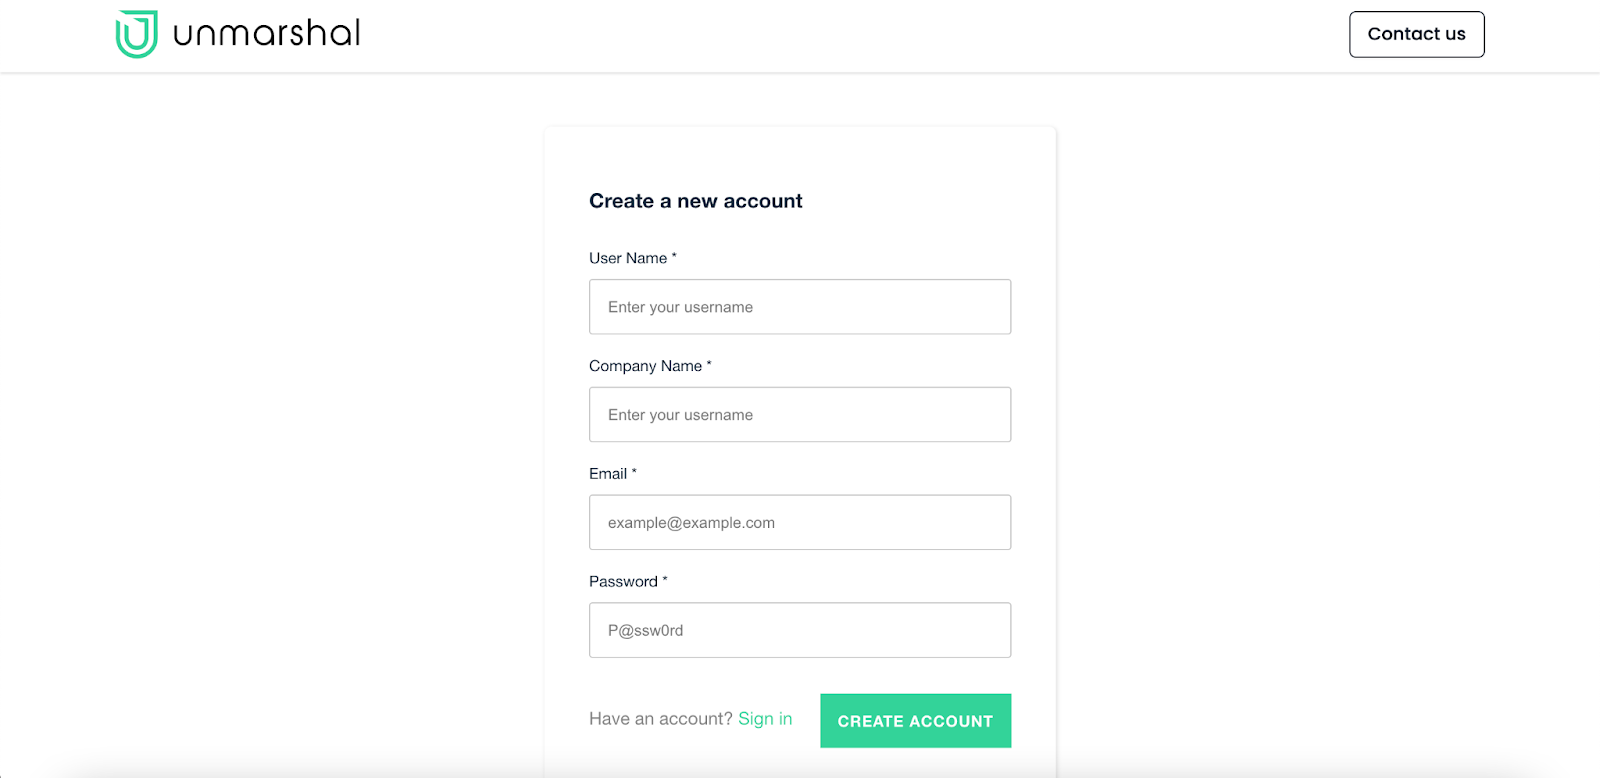 unmarshal
Contact us
Create a new account
User Name *
Enter your username
Company Name *
Enter your username
Email *
example@example.com
Password *
P@ssw0rd
Have an account? Sign in
CREATE ACCOUNT